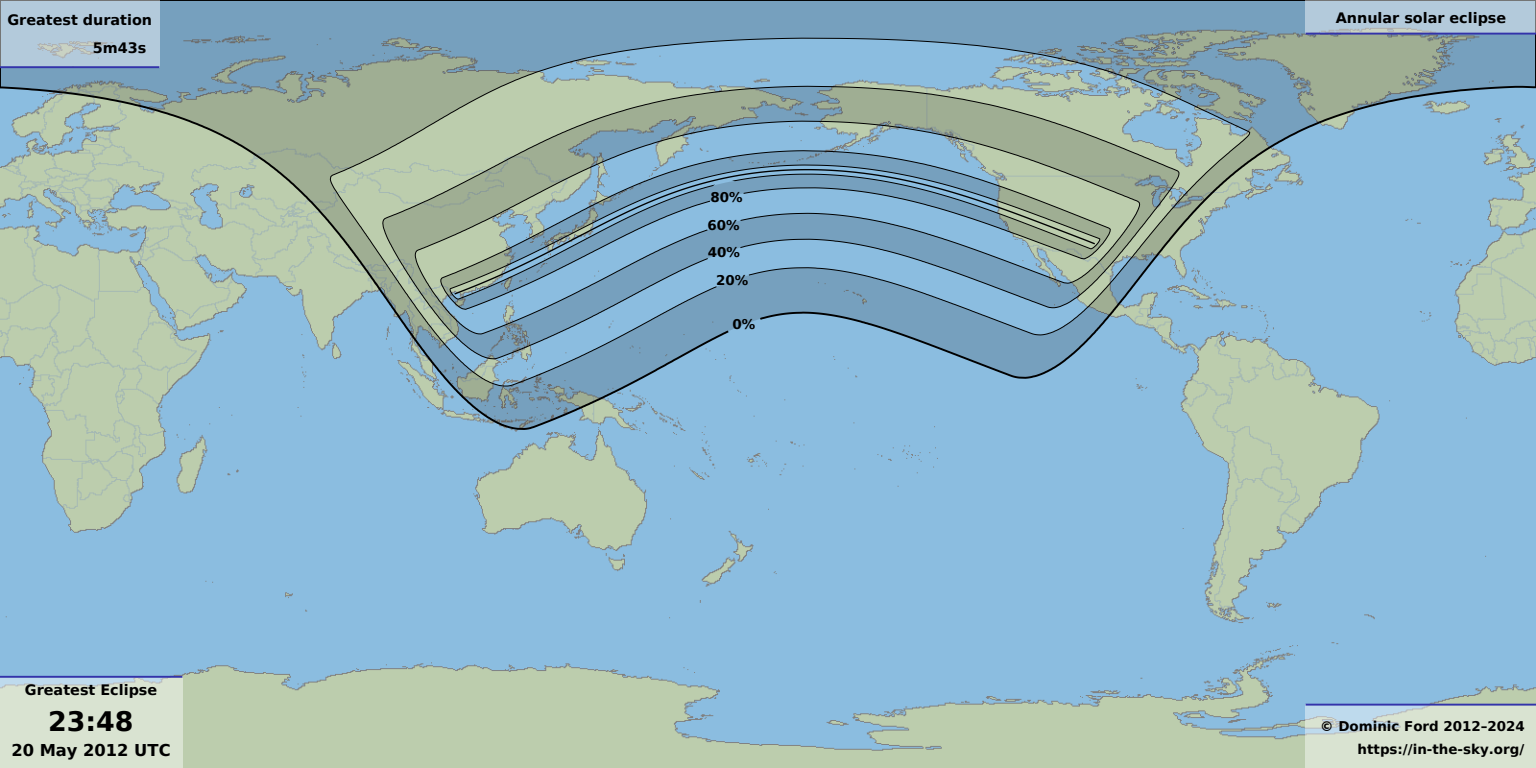 Greatest duration
5m43s
Annular solar eclipse
80%
60%
40%
20%
0%
Greatest Eclipse
23:48
20 May 2012 UTC
© Dominic Ford 2012–2024
https://in-the-sky.org/